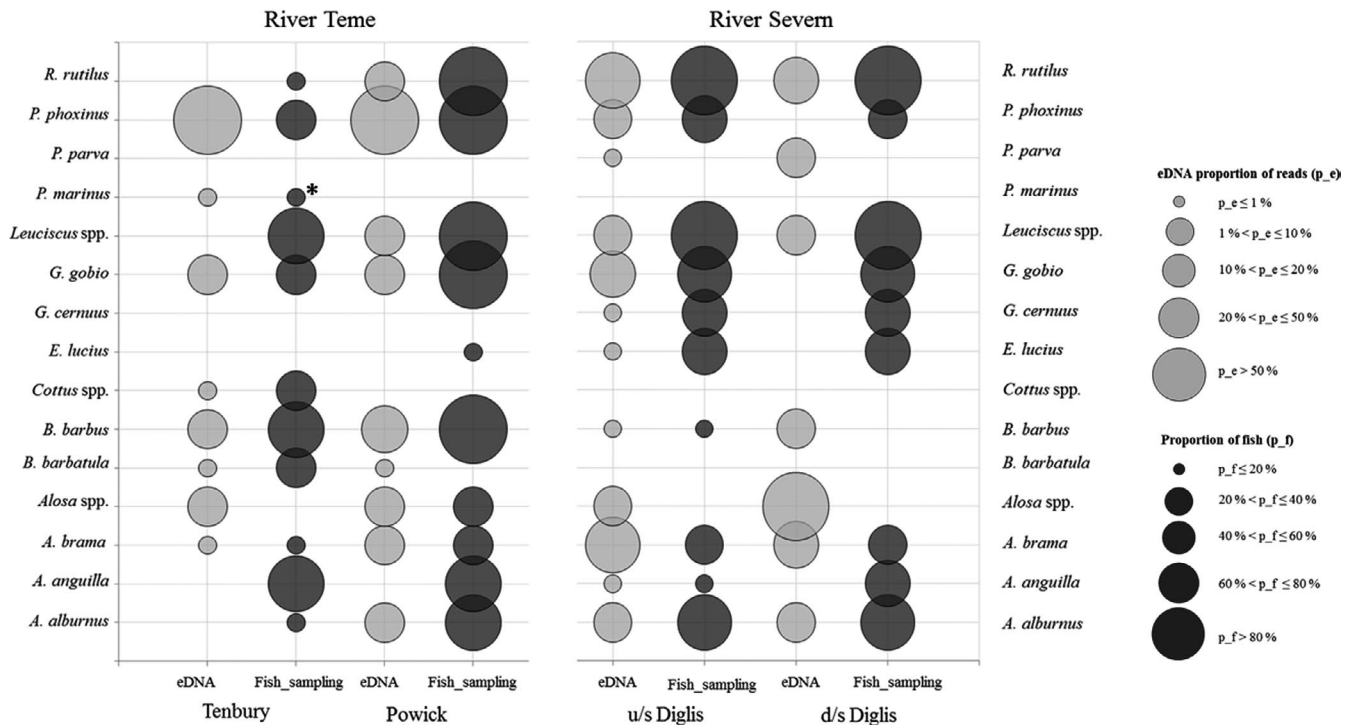 River Teme
River Severn
R. rutilus
P. phoxinus
P. parva
P. marinus
*
Leuciscus spp.
G. gobio
G. cernuus
E. lucius
Cottus spp.
B. barbus
B. barbatula
Alosa spp.
A. brama
A. anguilla
A. alburnus
eDNA Fish_sampling eDNA Fish_sampling
Tenbury Powick
eDNA Fish_sampling eDNA Fish_sampling
u/s Diglis d/s Diglis
R. rutilus
P. phoxinus
P. parva
P. marinus
Leuciscus spp.
G. gobio
G. cernuus
E. lucius
Cottus spp.
B. barbus
B. barbatula
Alosa spp.
A. brama
A. anguilla
A. alburnus
eDNA proportion of reads (p_e)
p_e ≤ 1 %
1 % < p_e ≤ 10 %
10 % < p_e ≤ 20 %
20 % < p_e ≤ 50 %
p_e > 50 %
Proportion of fish (p_f)
p_f ≤ 20 %
20 % < p_f ≤ 40 %
40 % < p_f ≤ 60 %
60 % < p_f ≤ 80 %
p_f > 80 %